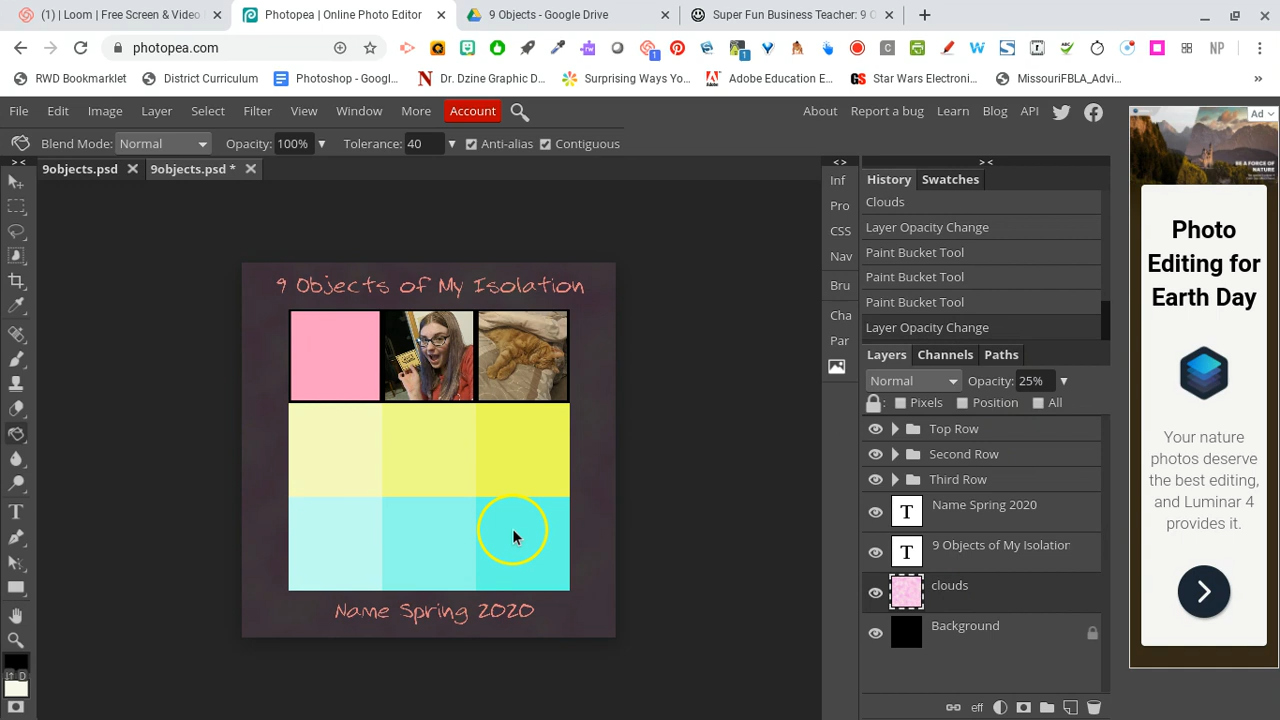 (1) | Loom | Free Screen & Video
Photopea | Online Photo Editor
9 Objects - Google Drive
Super Fun Business Teacher: 9 O
photopea.com
NP
RWD Bookmarklet
District Curriculum
Photoshop - Googl...
Dr. Dzine Graphic D...
Surprising Ways Yo...
Adobe Education E...
Star Wars Electroni...
MissouriFBLA_Advi...
»
File Edit Image Layer Select Filter View Window More Account
About Report a bug Learn Blog API
Blend Mode: Normal Opacity: 100% Tolerance: 40 Anti-alias Contiguous
9objects.psd
9objects.psd *
Inf
Pro
CSS
Nav
Bru
Cha
Par
History Swatches
Clouds
Layer Opacity Change
Paint Bucket Tool
Paint Bucket Tool
Paint Bucket Tool
Layer Opacity Change
Layers Channels Paths
Normal Opacity: 25%
Pixels Position All
Top Row
Second Row
Third Row
T Name Spring 2020
T 9 Objects of My Isolation
clouds
Background
eff
9 Objects of My Isolation
Name Spring 2020
Ad
BE A FORCE OF NATURE
Photo
Editing for
Earth Day
Your nature
photos deserve
the best editing,
and Luminar 4
provides it.